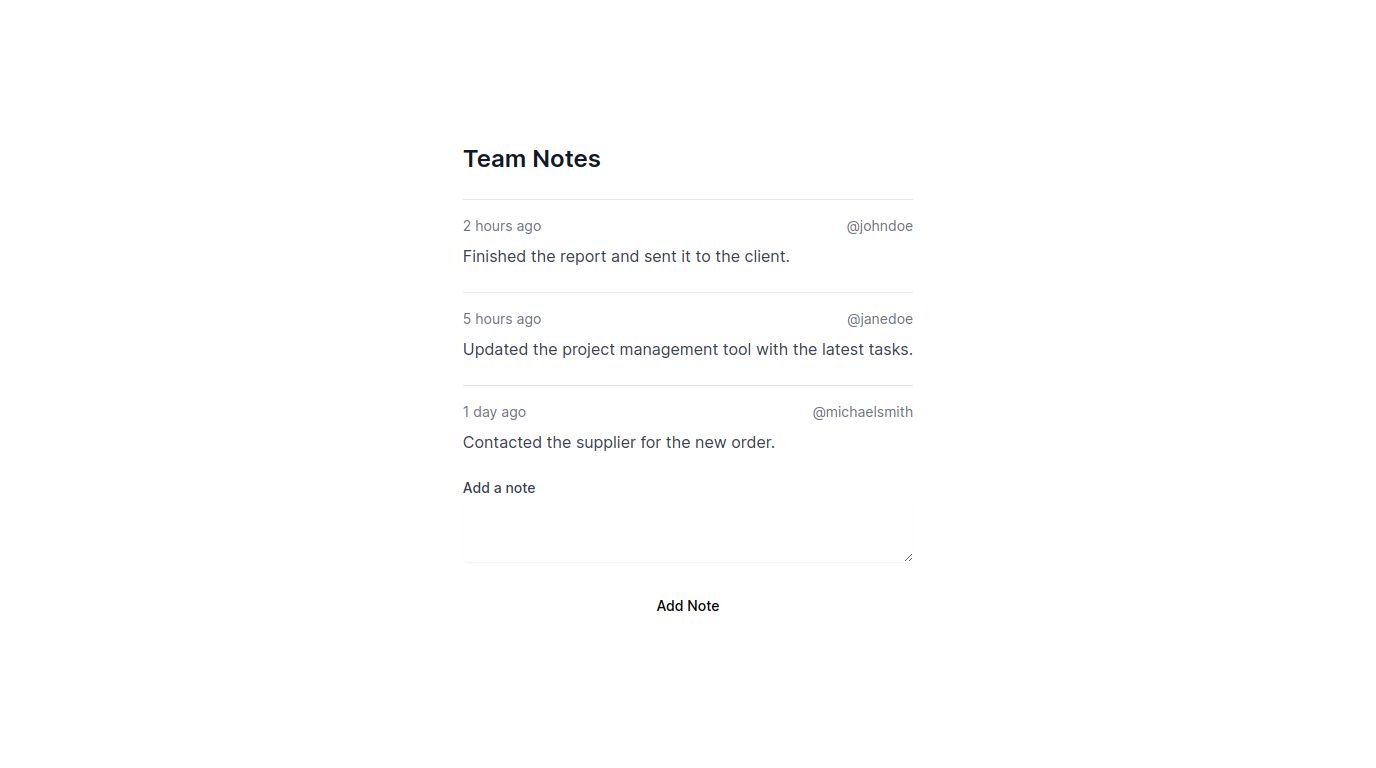 Team Notes
2 hours ago @johndoe
Finished the report and sent it to the client.
5 hours ago @janedoe
Updated the project management tool with the latest tasks.
1 day ago @michaelsmith
Contacted the supplier for the new order.
Add a note
Add Note